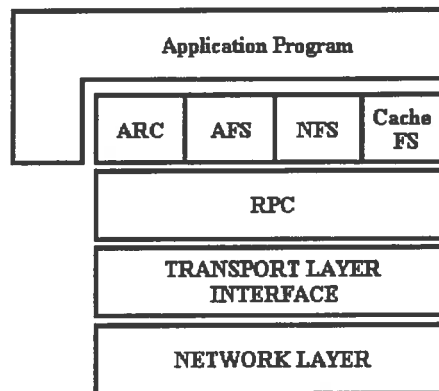 Application Program
ARC AFS NFS Cache FS
RPC
TRANSPORT LAYER
INTERFACE
NETWORK LAYER